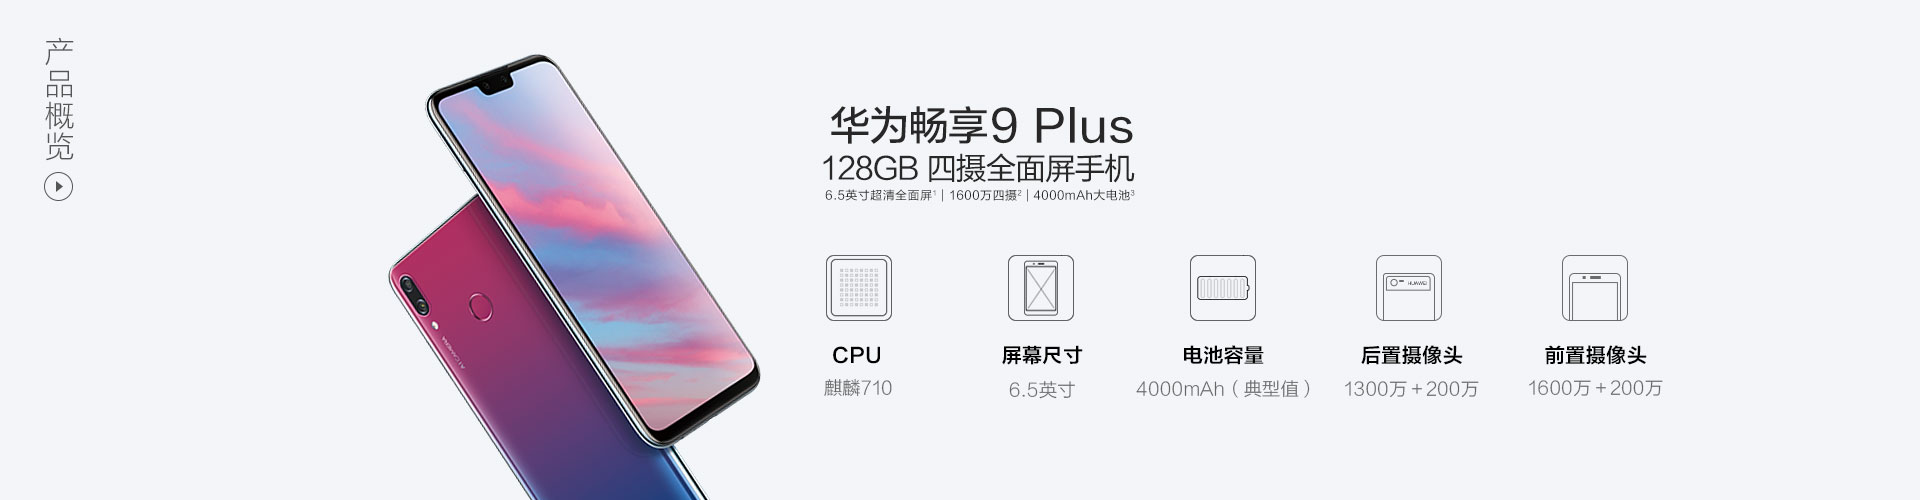 产品概览
华为畅享9 Plus
128GB 四摄全面屏手机
6.5英寸超清全面屏¹｜1600万四摄²｜4000mAh大电池³
AI CAMERA
HUAWEI
CPU
麒麟710
屏幕尺寸
6.5英寸
电池容量
4000mAh（典型值）
后置摄像头
1300万＋200万
前置摄像头
1600万＋200万